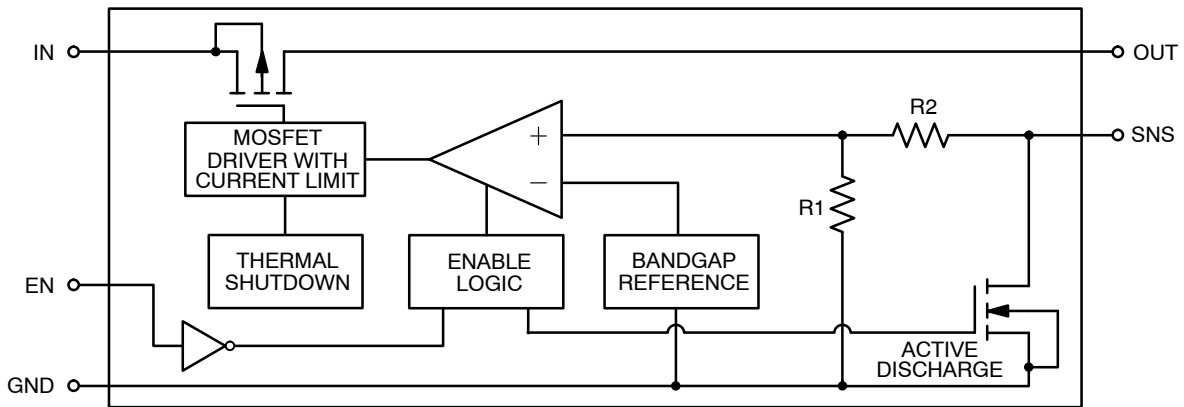 IN
OUT
R2
SNS
MOSFET
DRIVER WITH
CURRENT LIMIT
+
−
R1
THERMAL
SHUTDOWN
ENABLE
LOGIC
BANDGAP
REFERENCE
EN
ACTIVE
DISCHARGE
GND